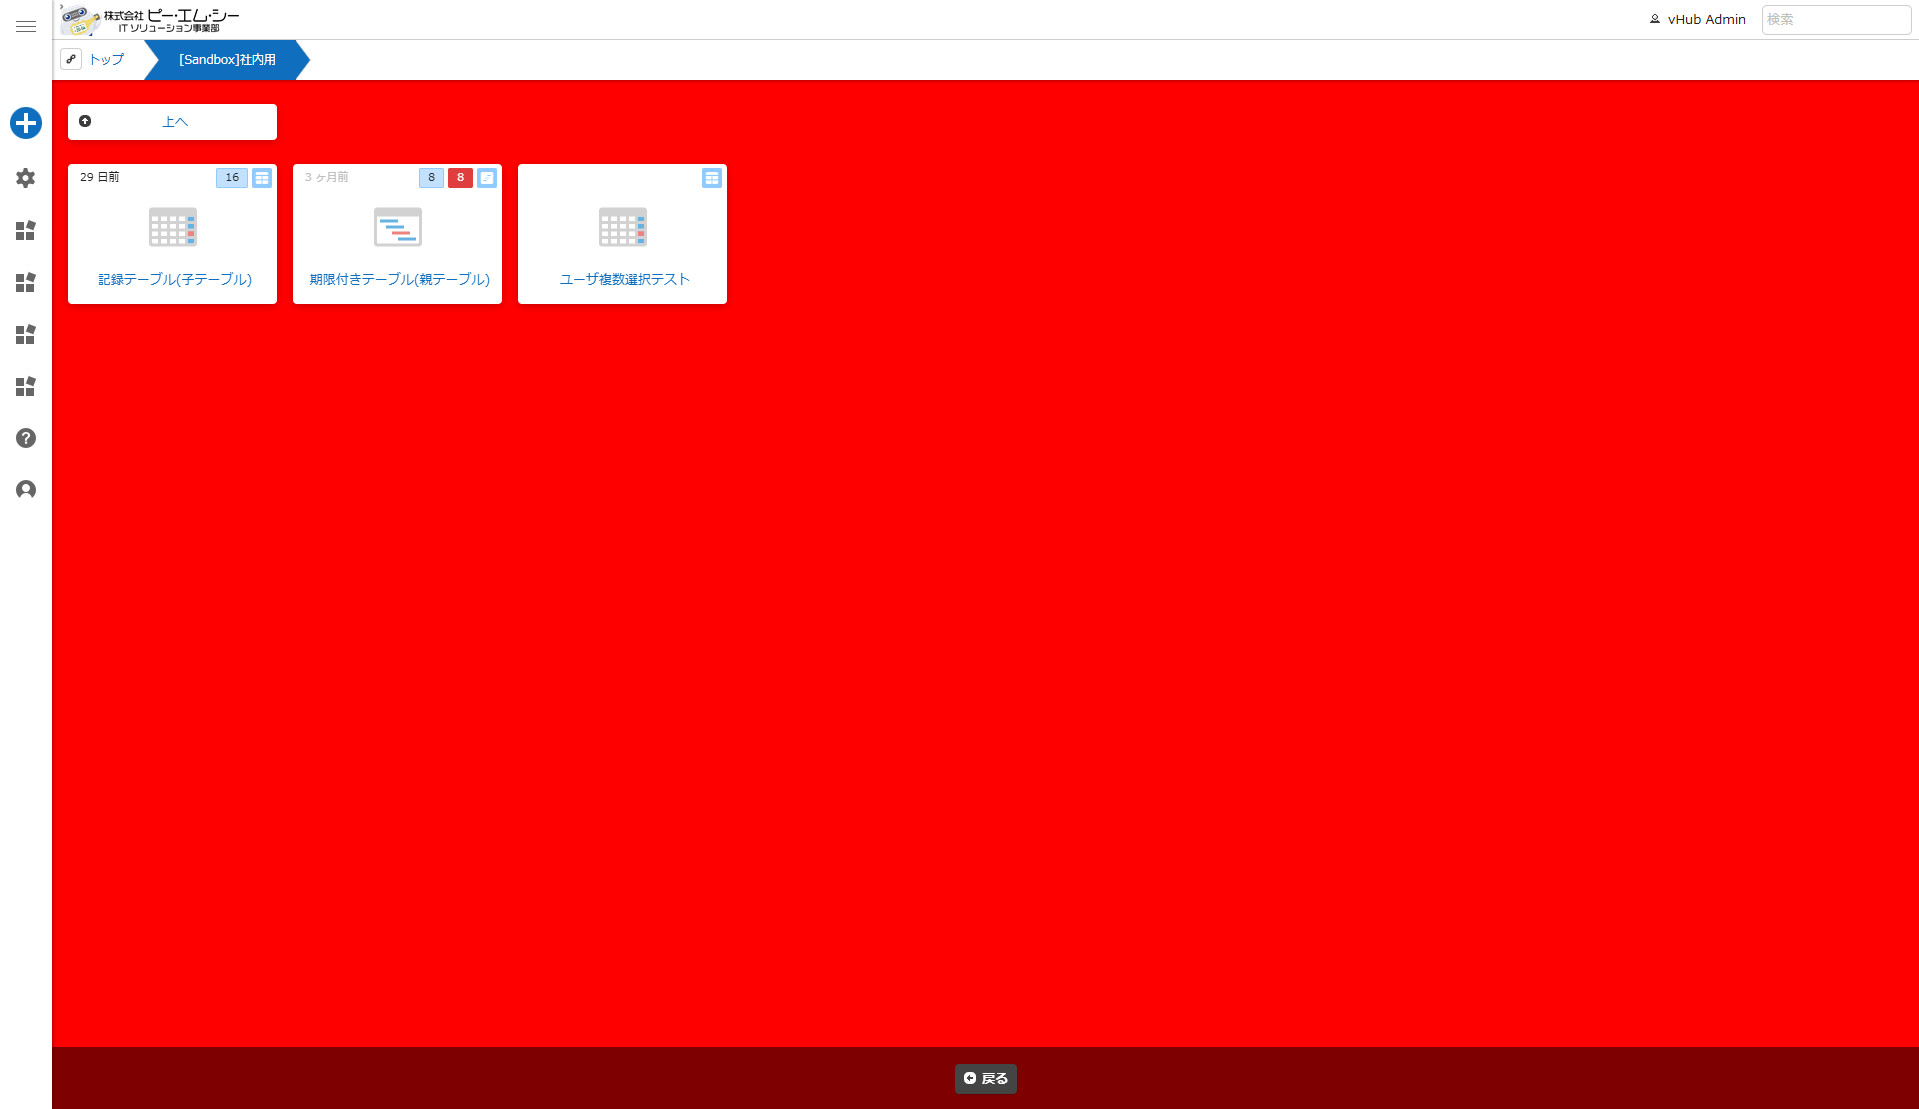 株式会社 ピー・エム・シー
ITソリューション事業部
vHub Admin
検索
トップ
[Sandbox]社内用
上へ
29 日前
16
記録テーブル(子テーブル)
3 ヶ月前
8
8
期限付きテーブル(親テーブル)
ユーザ複数選択テスト
戻る